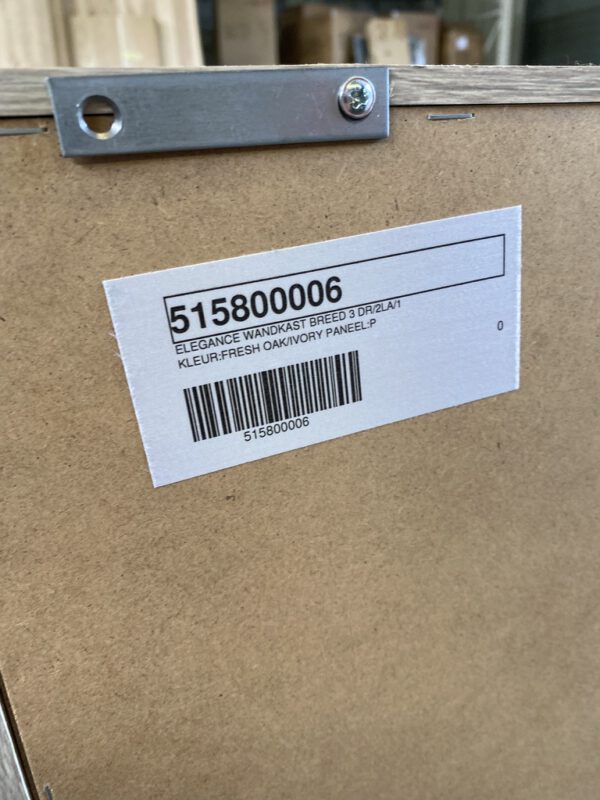 515800006
ELEGANCE WANDKAST BREED 3 DR/2LA/1
KLEUR:FRESH OAK/IVORY PANEEL:P
0
515800006